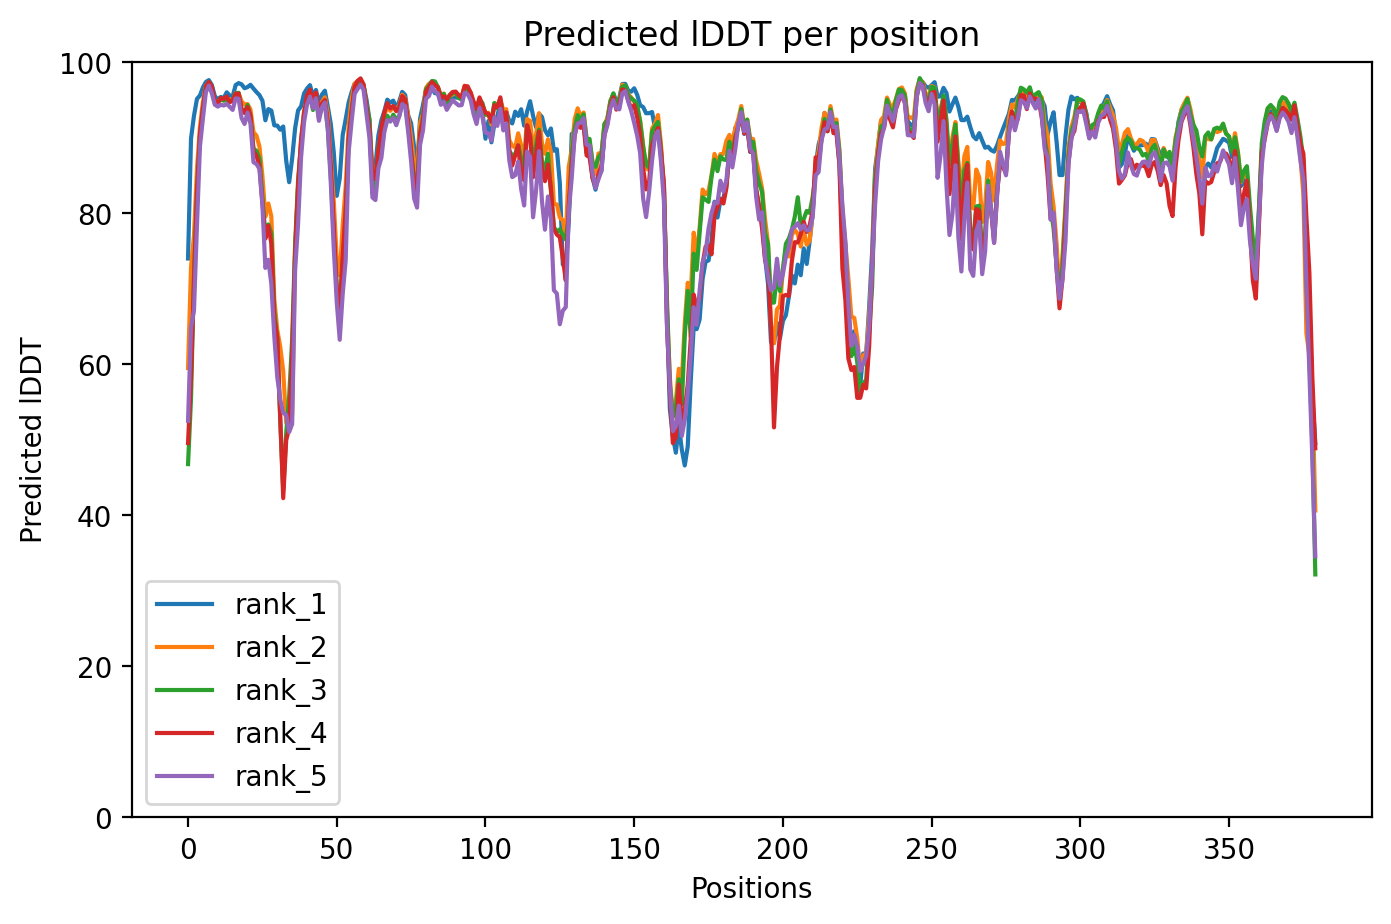 Predicted lDDT per position
Predicted lDDT
100
80
60
40
20
0
rank_1
rank_2
rank_3
rank_4
rank_5
0 50 100 150 200 250 300 350
Positions